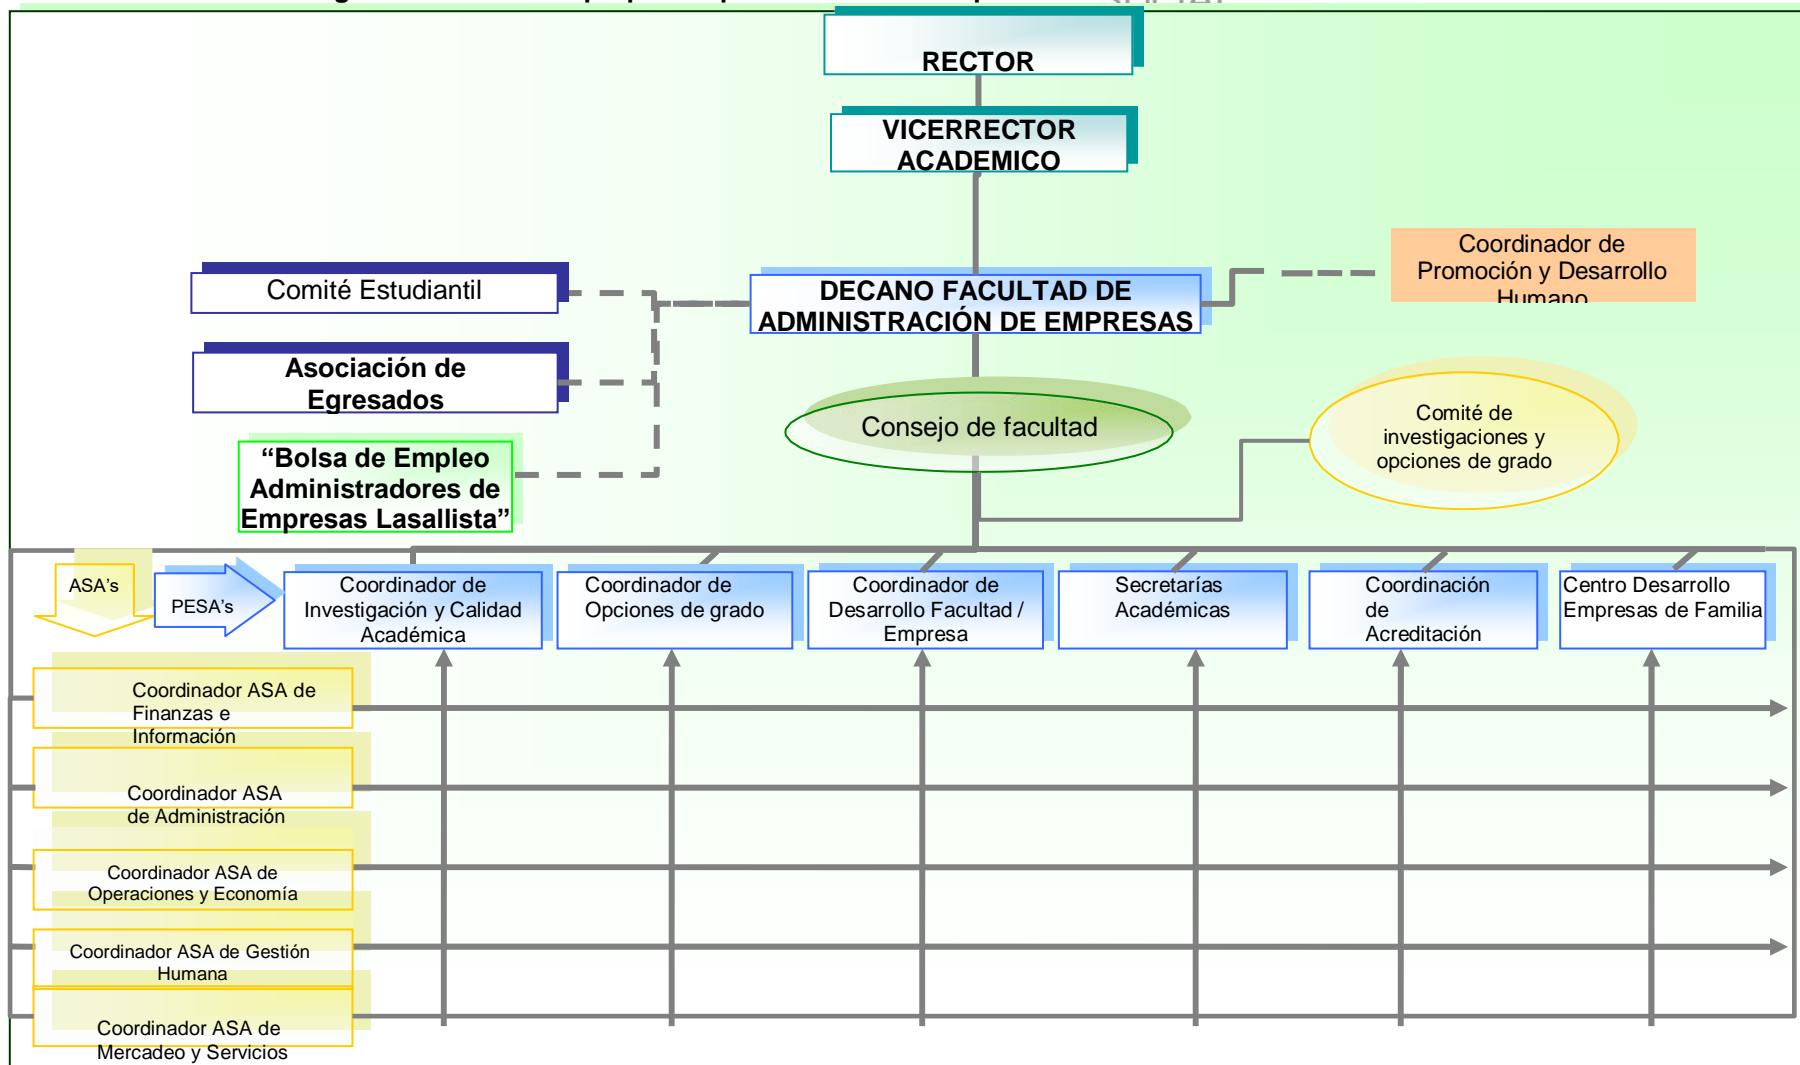 RECTOR
VICERRECTOR
ACADEMICO
Coordinador de
Promoción y Desarrollo
Humano
Comité Estudiantil
DECANO FACULTAD DE
ADMINISTRACIÓN DE EMPRESAS
Asociación de
Egresados
Consejo de facultad
Comité de
investigaciones y
opciones de grado
“Bolsa de Empleo
Administradores de
Empresas Lasallista”
ASA's
PESA's
Coordinador de
Investigación y Calidad
Académica
Coordinador de
Opciones de grado
Coordinador de
Desarrollo Facultad /
Empresa
Secretarías
Académicas
Coordinación
de
Acreditación
Centro Desarrollo
Empresas de Familia
Coordinador ASA de
Finanzas e
Información
Coordinador ASA
de Administración
Coordinador ASA de
Operaciones y Economía
Coordinador ASA de Gestión
Humana
Coordinador ASA de
Mercadeo y Servicios